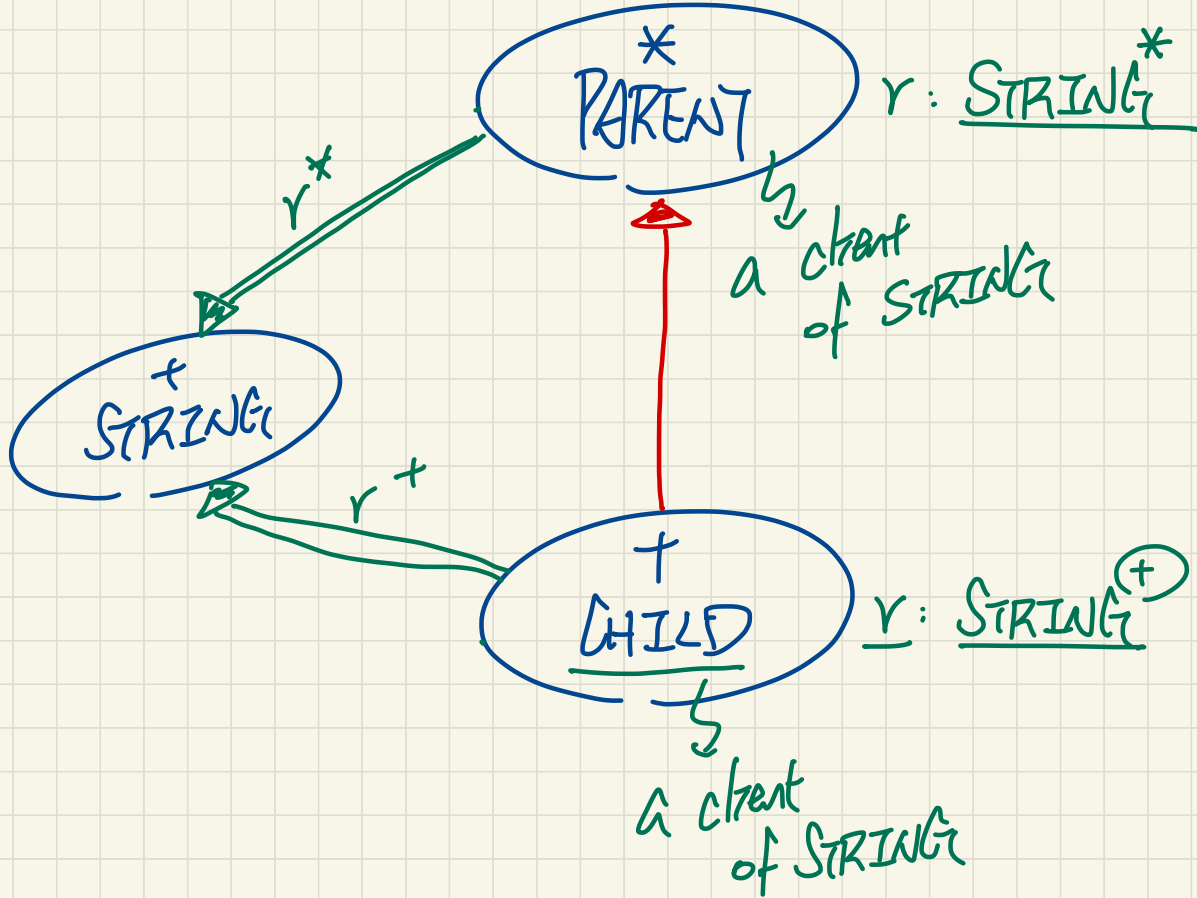 *
PARENT
r: STRING*
r*
a client
of STRING
+
STRING
r+
+
CHILD
r: STRING+
a client
of STRING